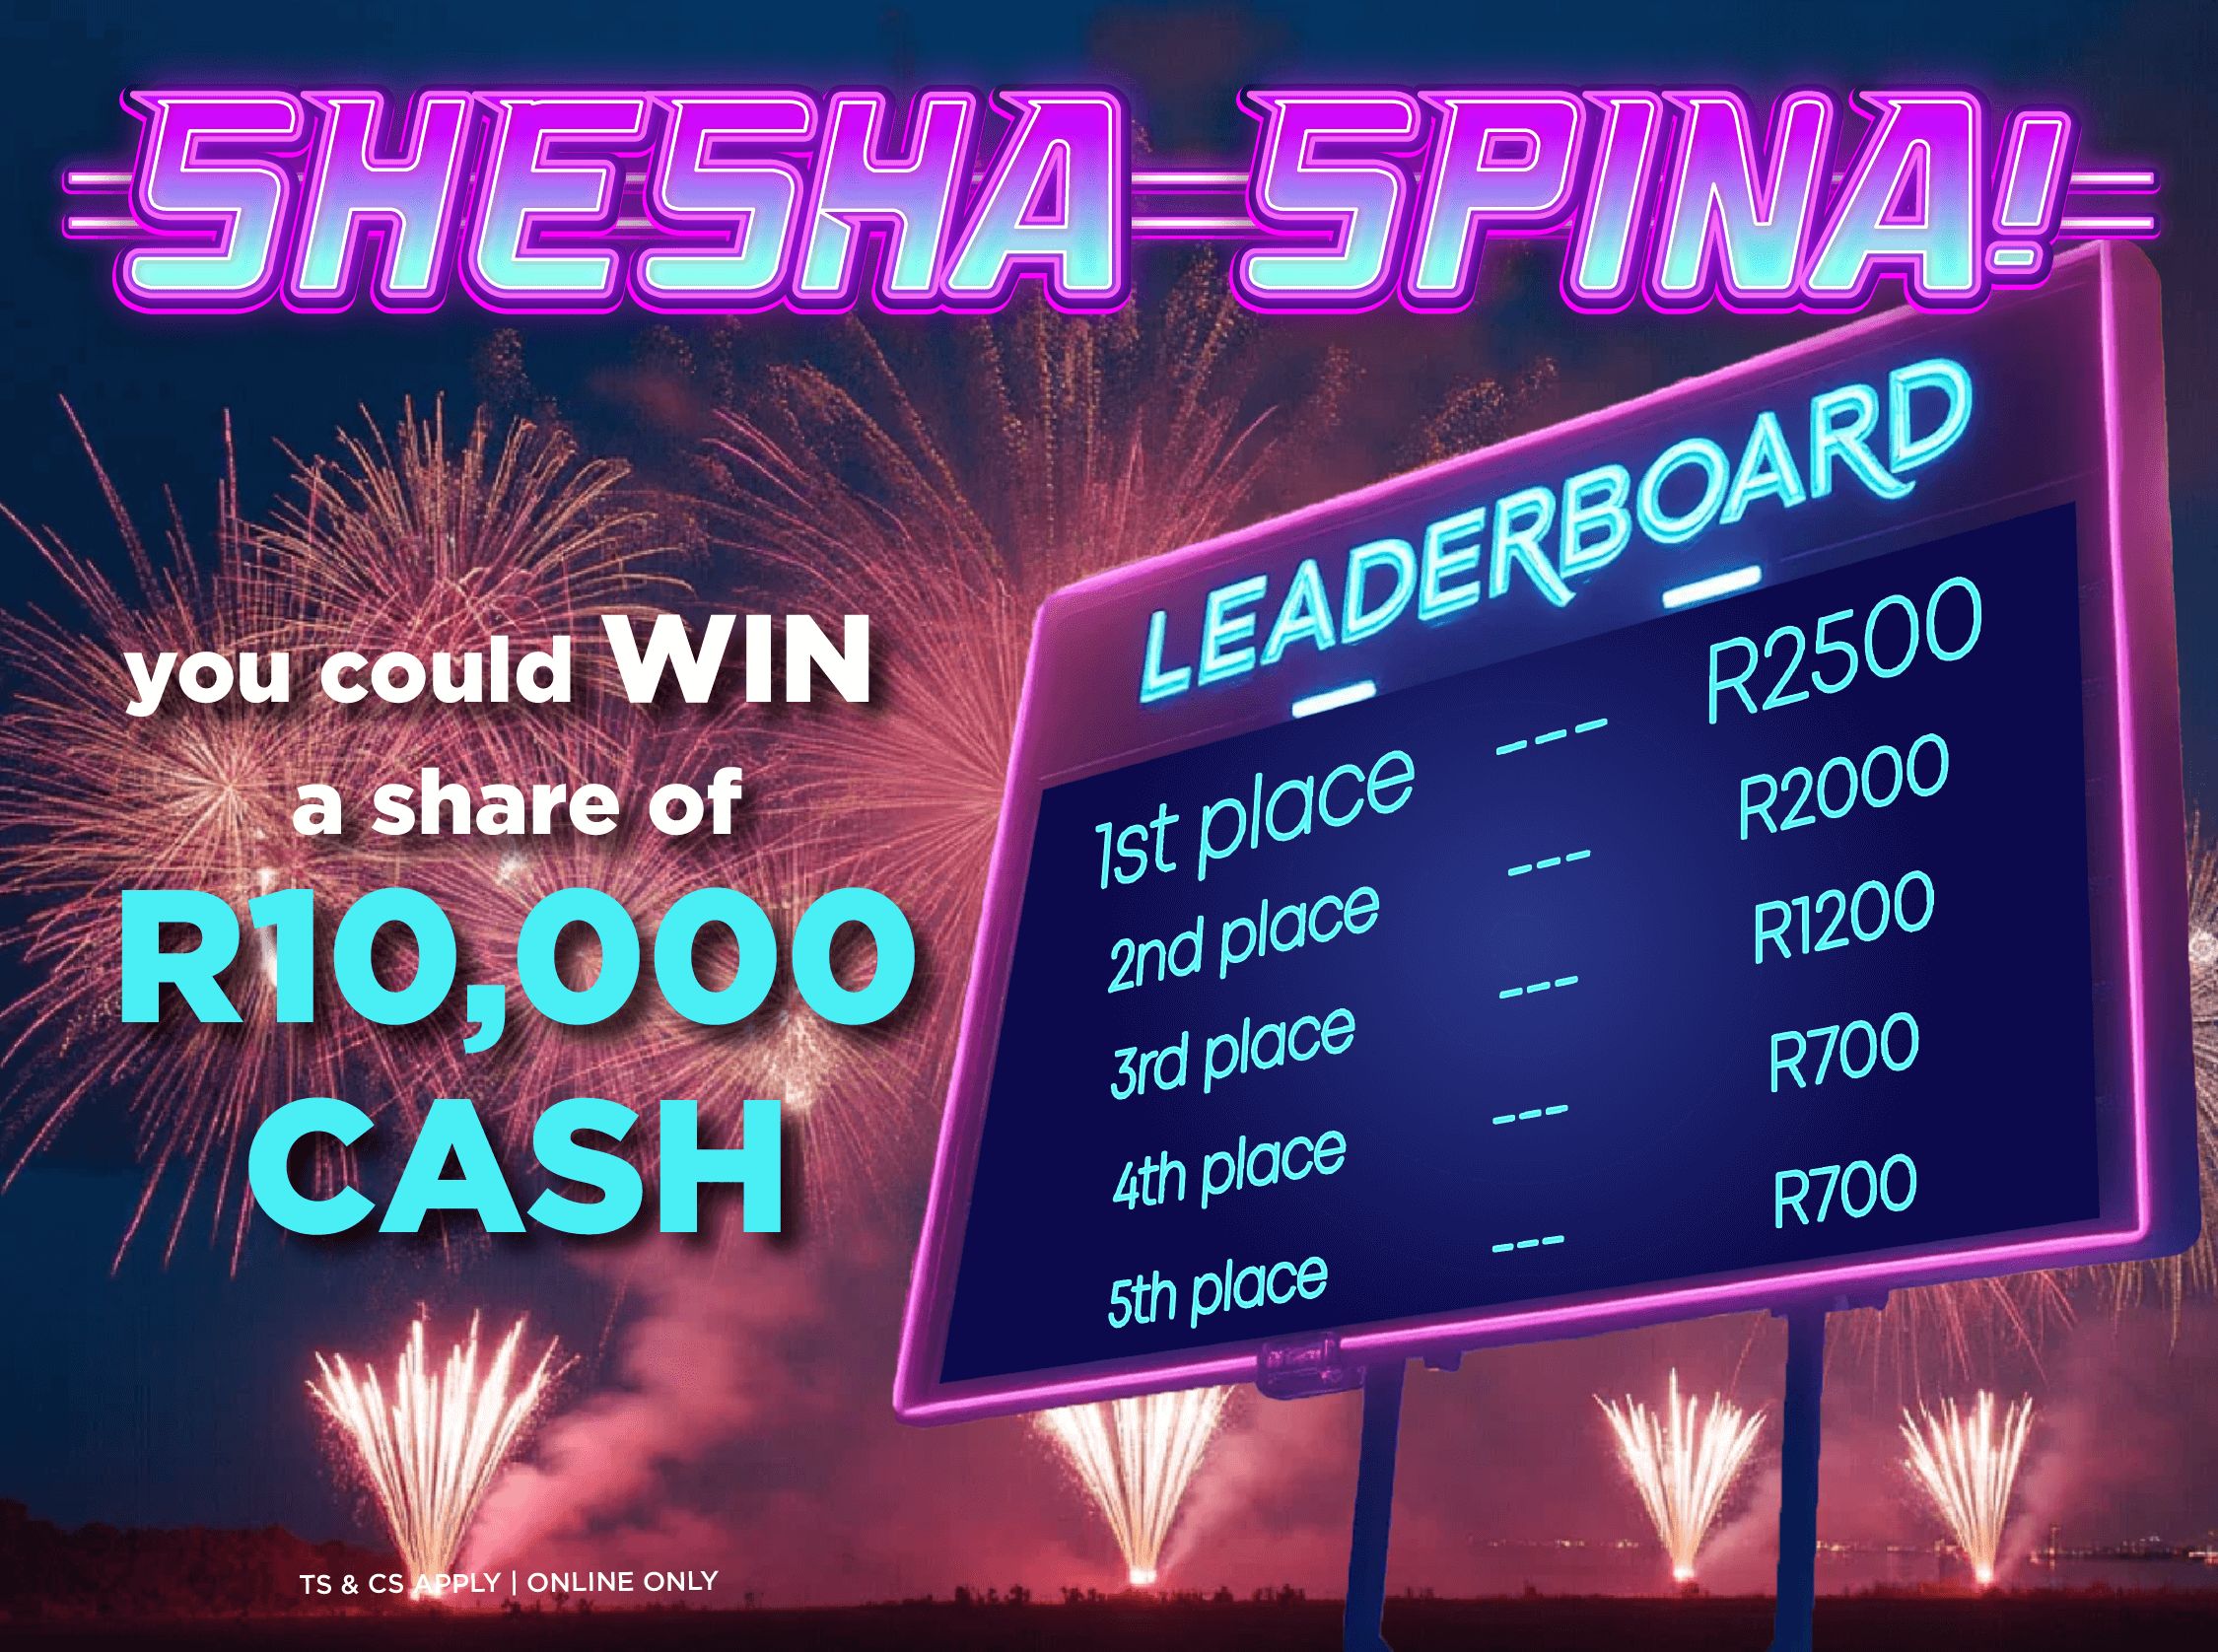 SHESHA SPINA!
you could WIN
a share of
R10,000
CASH
LEADERBOARD
1st place --- R2500
2nd place --- R2000
3rd place --- R1200
4th place --- R700
5th place --- R700
TS & CS APPLY | ONLINE ONLY